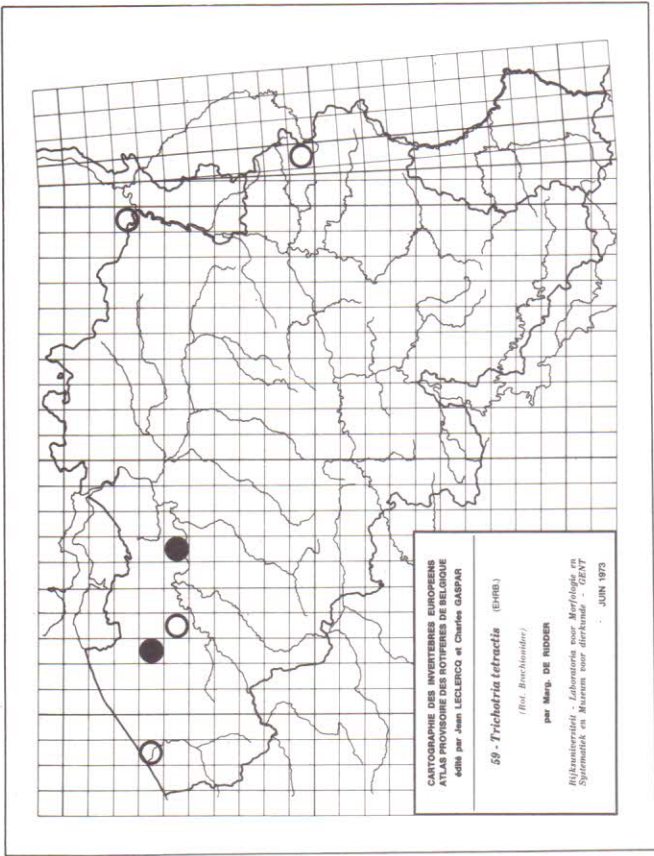 CARTOGRAPHIE DES INVERTEBRES EUROPEENS
ATLAS PROVISOIRE DES ROTIFERES DE BELGIQUE
édité par Jean LECLERCQ et Charles GASPAR
59 - Trichotria tetractis (EHRB.)
(Rot. Brachionidae)
par Marg. DE RIDDER
Rijksuniversiteit - Laboratoria voor Morfologie en
Systematiek en Museum voor dierkunde - GENT
JUIN 1973